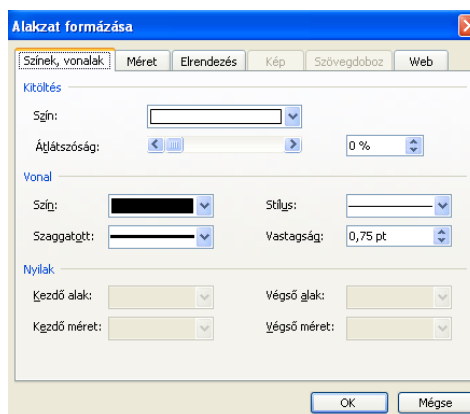 Alakzat formázása
Színek, vonalak Méret Elrendezés Kép Szövegdoboz Web
Kitöltés
Szín:
Átlátszóság: 0 %
Vonal
Szín: Stílus:
Szaggatott: Vastagság: 0,75 pt
Nyilak
Kezdő alak: Végső alak:
Kezdő méret: Végső méret:
OK Mégse